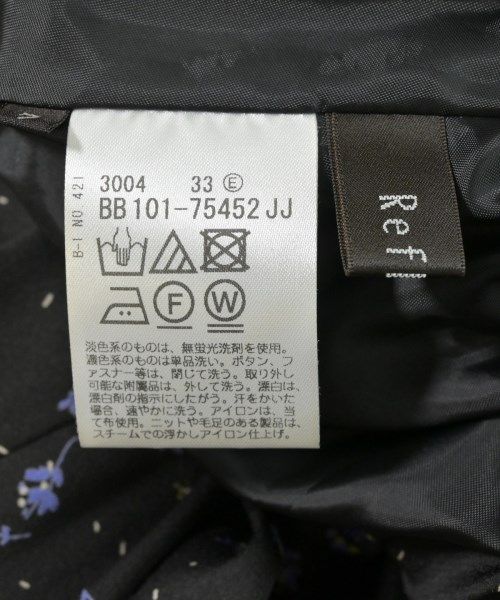 3004 33 Ⓔ
BB101-75452JJ
B-I NO 421
F W
淡色系のものは、無蛍光洗剤を使用。
濃色系のものは単品洗い。ボタン、フ
ァスナー等は、閉じて洗う。取り外し
可能な附属品は、外して洗う。漂白は、
漂白剤の指示にしたがう。汗をかいた
場合、速やかに洗う。アイロンは、当
て布使用。ニットや毛足のある製品は、
スチームでの浮かしアイロン仕上げ。
Ref